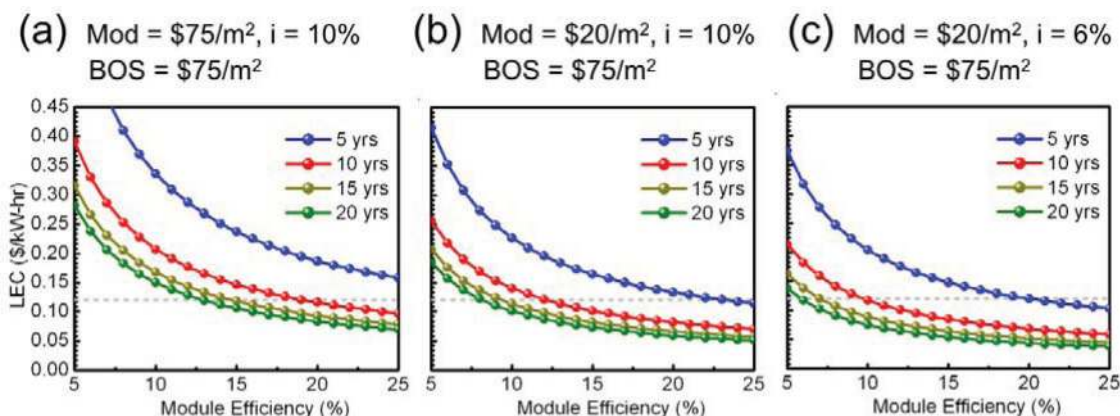 (a) Mod = $75/m², i = 10%
BOS = $75/m²
(b) Mod = $20/m², i = 10%
BOS = $75/m²
(c) Mod = $20/m², i = 6%
BOS = $75/m²
LEC ($/kW-hr)
0.45
0.40
0.35
0.30
0.25
0.20
0.15
0.10
0.05
0.00
5 yrs
10 yrs
15 yrs
20 yrs
5 10 15 20 25
Module Efficiency (%)
5 yrs
10 yrs
15 yrs
20 yrs
5 10 15 20 25
Module Efficiency (%)
5 yrs
10 yrs
15 yrs
20 yrs
5 10 15 20 25
Module Efficiency (%)